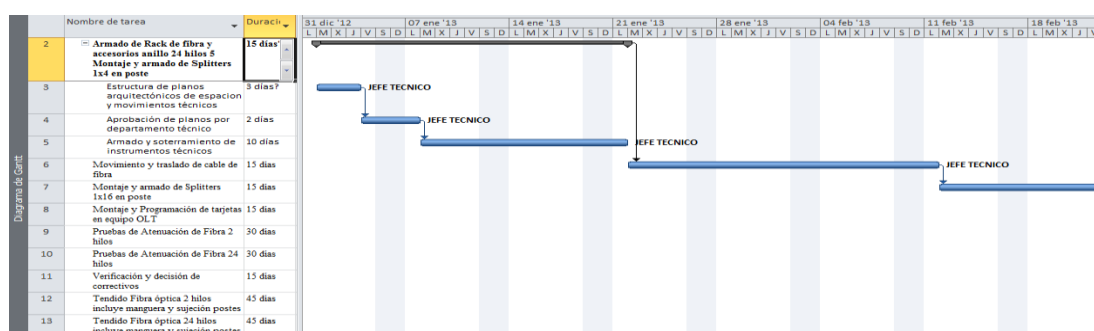 Nombre de tarea
Duració
31 dic '12 07 ene '13 14 ene '13 21 ene '13 28 ene '13 04 feb '13 11 feb '13 18 feb '13
L M X J V S D L M X J V S D L M X J V S D L M X J V S D L M X J V S D L M X J V S D L M X J V S D L M X J V
2 Armado de Rack de fibra y 15 días
accesorios anillo 24 hilos 5
Montaje y armado de Splitters
1x4 en poste
3 Estructura de planos 3 días?
arquitectónicos de espacion
y movimientos técnicos
JEFE TECNICO
4 Aprobación de planos por 2 días
departamento técnico
JEFE TECNICO
5 Armado y soterramiento de 10 días
instrumentos técnicos
JEFE TECNICO
6 Movimiento y traslado de cable de 15 días
fibra
JEFE TECNICO
7 Montaje y armado de Splitters 15 días
1x16 en poste
8 Montaje y Programación de tarjetas 15 días
en equipo OLT
9 Pruebas de Atenuación de Fibra 2 30 días
hilos
10 Pruebas de Atenuación de Fibra 24 30 días
hilos
11 Verificación y decisión de 15 días
correctivos
12 Tendido Fibra óptica 2 hilos 45 días
incluye manguera y sujeción postes
13 Tendido Fibra óptica 24 hilos 45 días
incluye manguera y sujeción postes
Diagrama de Gantt